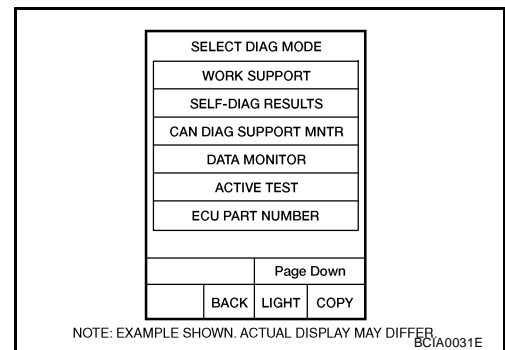 SELECT DIAG MODE
WORK SUPPORT
SELF-DIAG RESULTS
CAN DIAG SUPPORT MNTR
DATA MONITOR
ACTIVE TEST
ECU PART NUMBER
Page Down
BACK LIGHT COPY
NOTE: EXAMPLE SHOWN. ACTUAL DISPLAY MAY DIFFER.
BCIA0031E